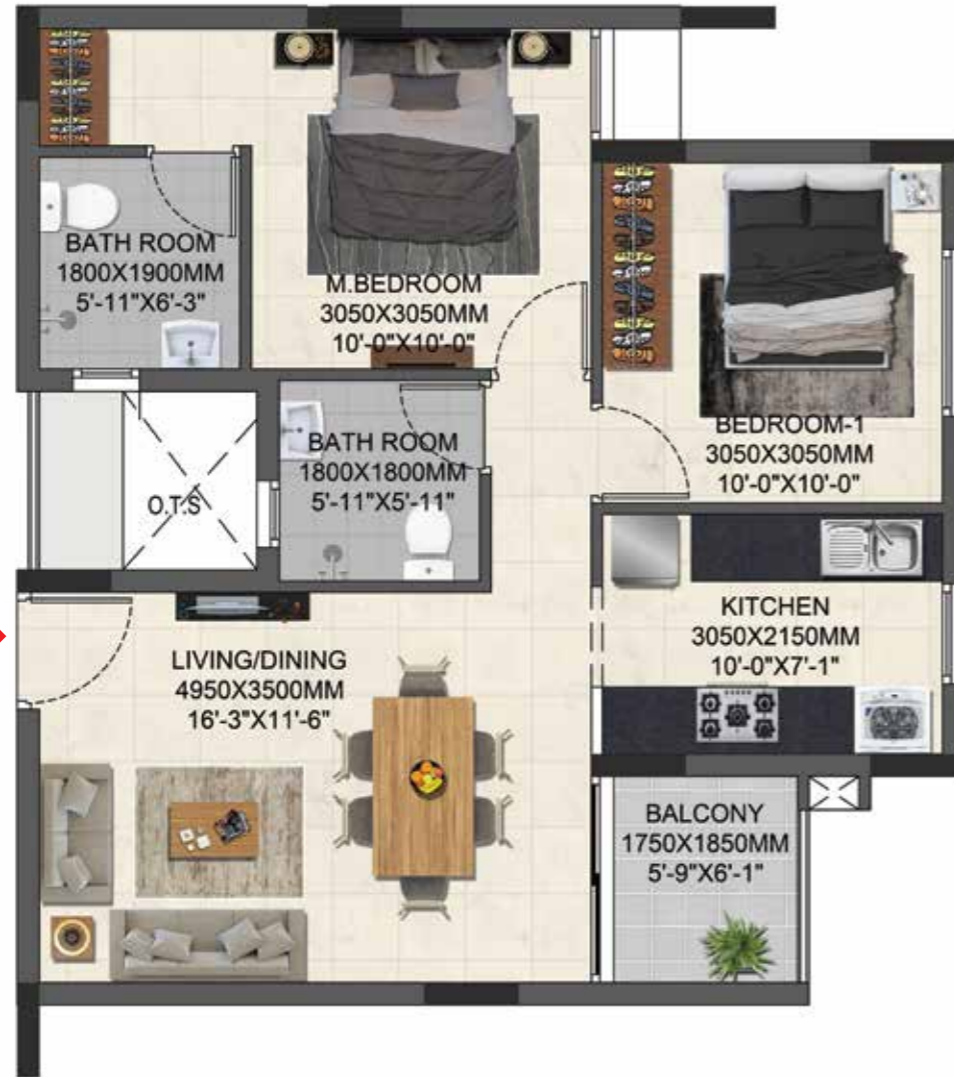 BATH ROOM
1800X1900MM
5'-11"X6'-3"
M.BEDROOM
3050X3050MM
10'-0"X10'-0"
BEDROOM-1
3050X3050MM
10'-0"X10'-0"
BATH ROOM
1800X1800MM
5'-11"X5'-11"
O.T.S
KITCHEN
3050X2150MM
10'-0"X7'-1"
LIVING/DINING
4950X3500MM
16'-3"X11'-6"
BALCONY
1750X1850MM
5'-9"X6'-1"